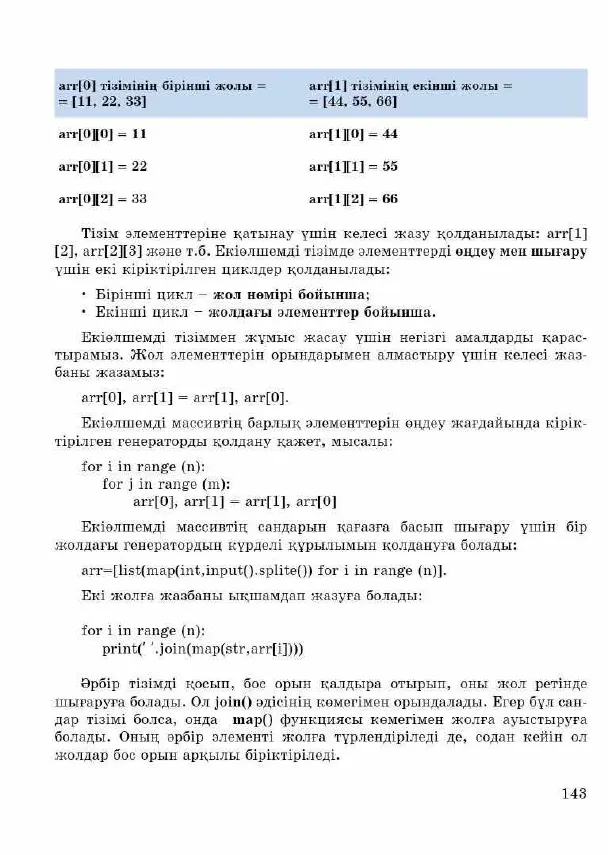 arr[0] тізімінің бірінші жолы =
= [11, 22, 33]
arr[1] тізімінің екінші жолы =
= [44, 55, 66]
arr[0][0] = 11
arr[1][0] = 44
arr[0][1] = 22
arr[1][1] = 55
arr[0][2] = 33
arr[1][2] = 66
Тізім элементтеріне қатынау үшін келесі жазу қолданылады: arr[1]
[2], arr[2][3] және т.б. Екіөлшемді тізімде элементтерді өңдеу мен шығару
үшін екі кіріктірілген циклдер қолданылады:
• Бірінші цикл – жол нөмірі бойынша;
• Екінші цикл – жолдағы элементтер бойынша.
Екіөлшемді тізіммен жұмыс жасау үшін негізгі амалдарды қарас-
тырамыз. Жол элементтерін орындарымен алмастыру үшін келесі жаз-
баны жазамыз:
arr[0], arr[1] = arr[1], arr[0].
Екіөлшемді массивтің барлық элементтерін өңдеу жағдайында кірік-
тірілген генераторды қолдану қажет, мысалы:
for i in range (n):
for j in range (m):
arr[0], arr[1] = arr[1], arr[0]
Екіөлшемді массивтің сандарын қағазға басып шығару үшін бір
жолдағы генератордың күрделі құрылымын қолдануға болады:
arr=[list(map(int,input().splite()) for i in range (n)].
Екі жолға жазбаны ықшамдап жазуға болады:
for i in range (n):
print(′ ′.join(map(str,arr[i])))
Әрбір тізімді қосып, бос орын қалдыра отырып, оны жол ретінде
шығаруға болады. Ол join() әдісінің көмегімен орындалады. Егер бұл сан-
дар тізімі болса, онда map() функциясы көмегімен жолға ауыстыруға
болады. Оның әрбір элементі жолға түрлендіріледі де, содан кейін ол
жолдар бос орын арқылы біріктіріледі.
143